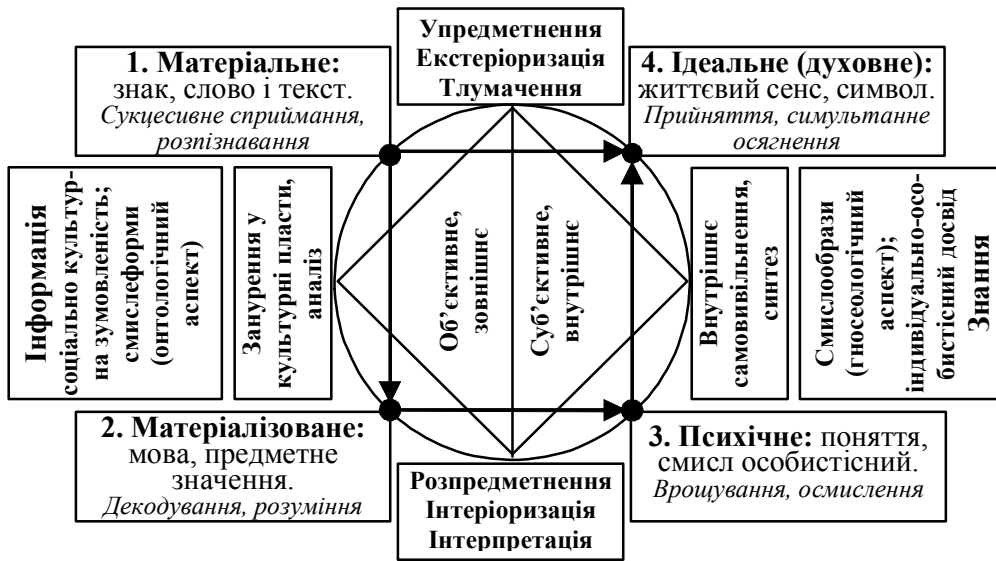 Упредметнення
Екстеріоризація
Тлумачення
1. Матеріальне:
знак, слово і текст.
Сукцесивне сприймання,
розпізнавання
4. Ідеальне (духовне):
життєвий сенс, символ.
Прийняття, симультанне
осягнення
Інформація
соціально культур-
на зумовленість;
смислеформи
(онтологічний
аспект)
Занурення у
культурні пласти,
аналіз
Об’єктивне,
зовнішнє
Суб’єктивне,
внутрішнє
Внутрішнє
самовивільнення,
синтез
Смислообрази
(гносеологічний
аспект);
індивідуально-осо-
бистісний досвід
Знання
2. Матеріалізоване:
мова, предметне
значення.
Декодування, розуміння
Розпредметнення
Інтеріоризація
Інтерпретація
3. Психічне: поняття,
смисл особистісний.
Врощування, осмислення